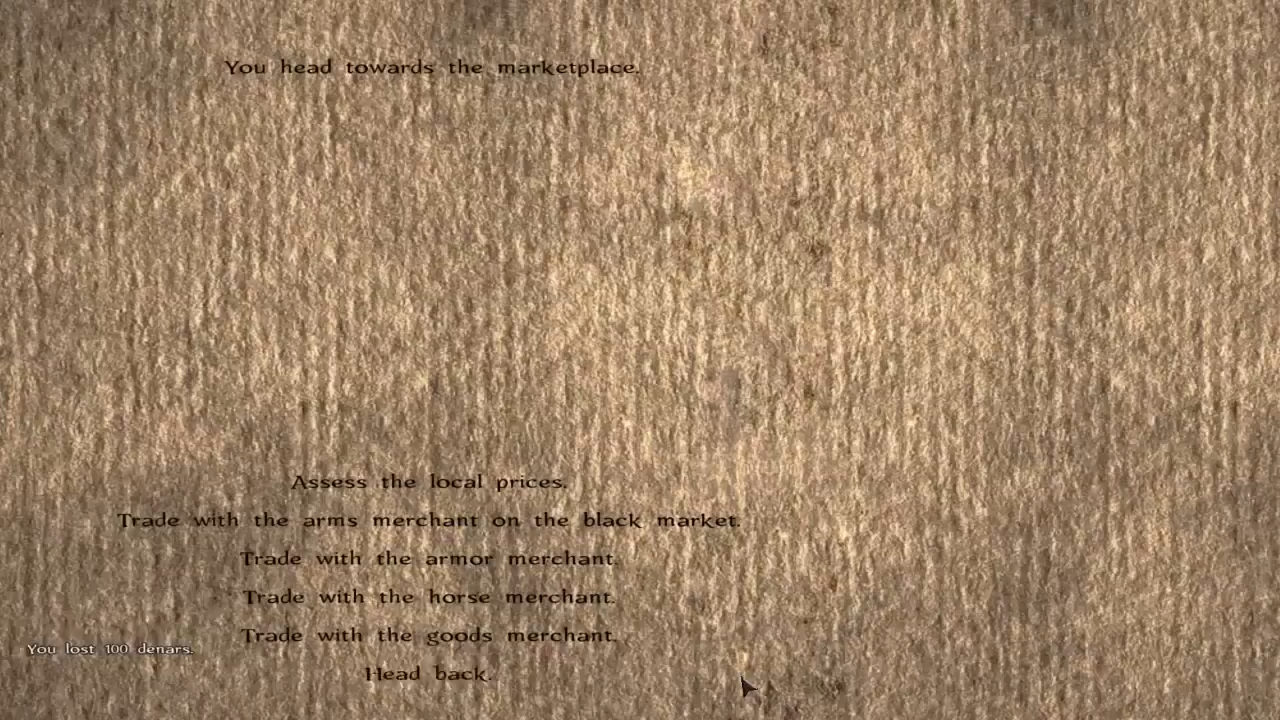 You head towards the marketplace.
Assess the local prices.
Trade with the arms merchant on the black market.
Trade with the armor merchant.
Trade with the horse merchant.
Trade with the goods merchant.
You lost 100 denars.
Head back.